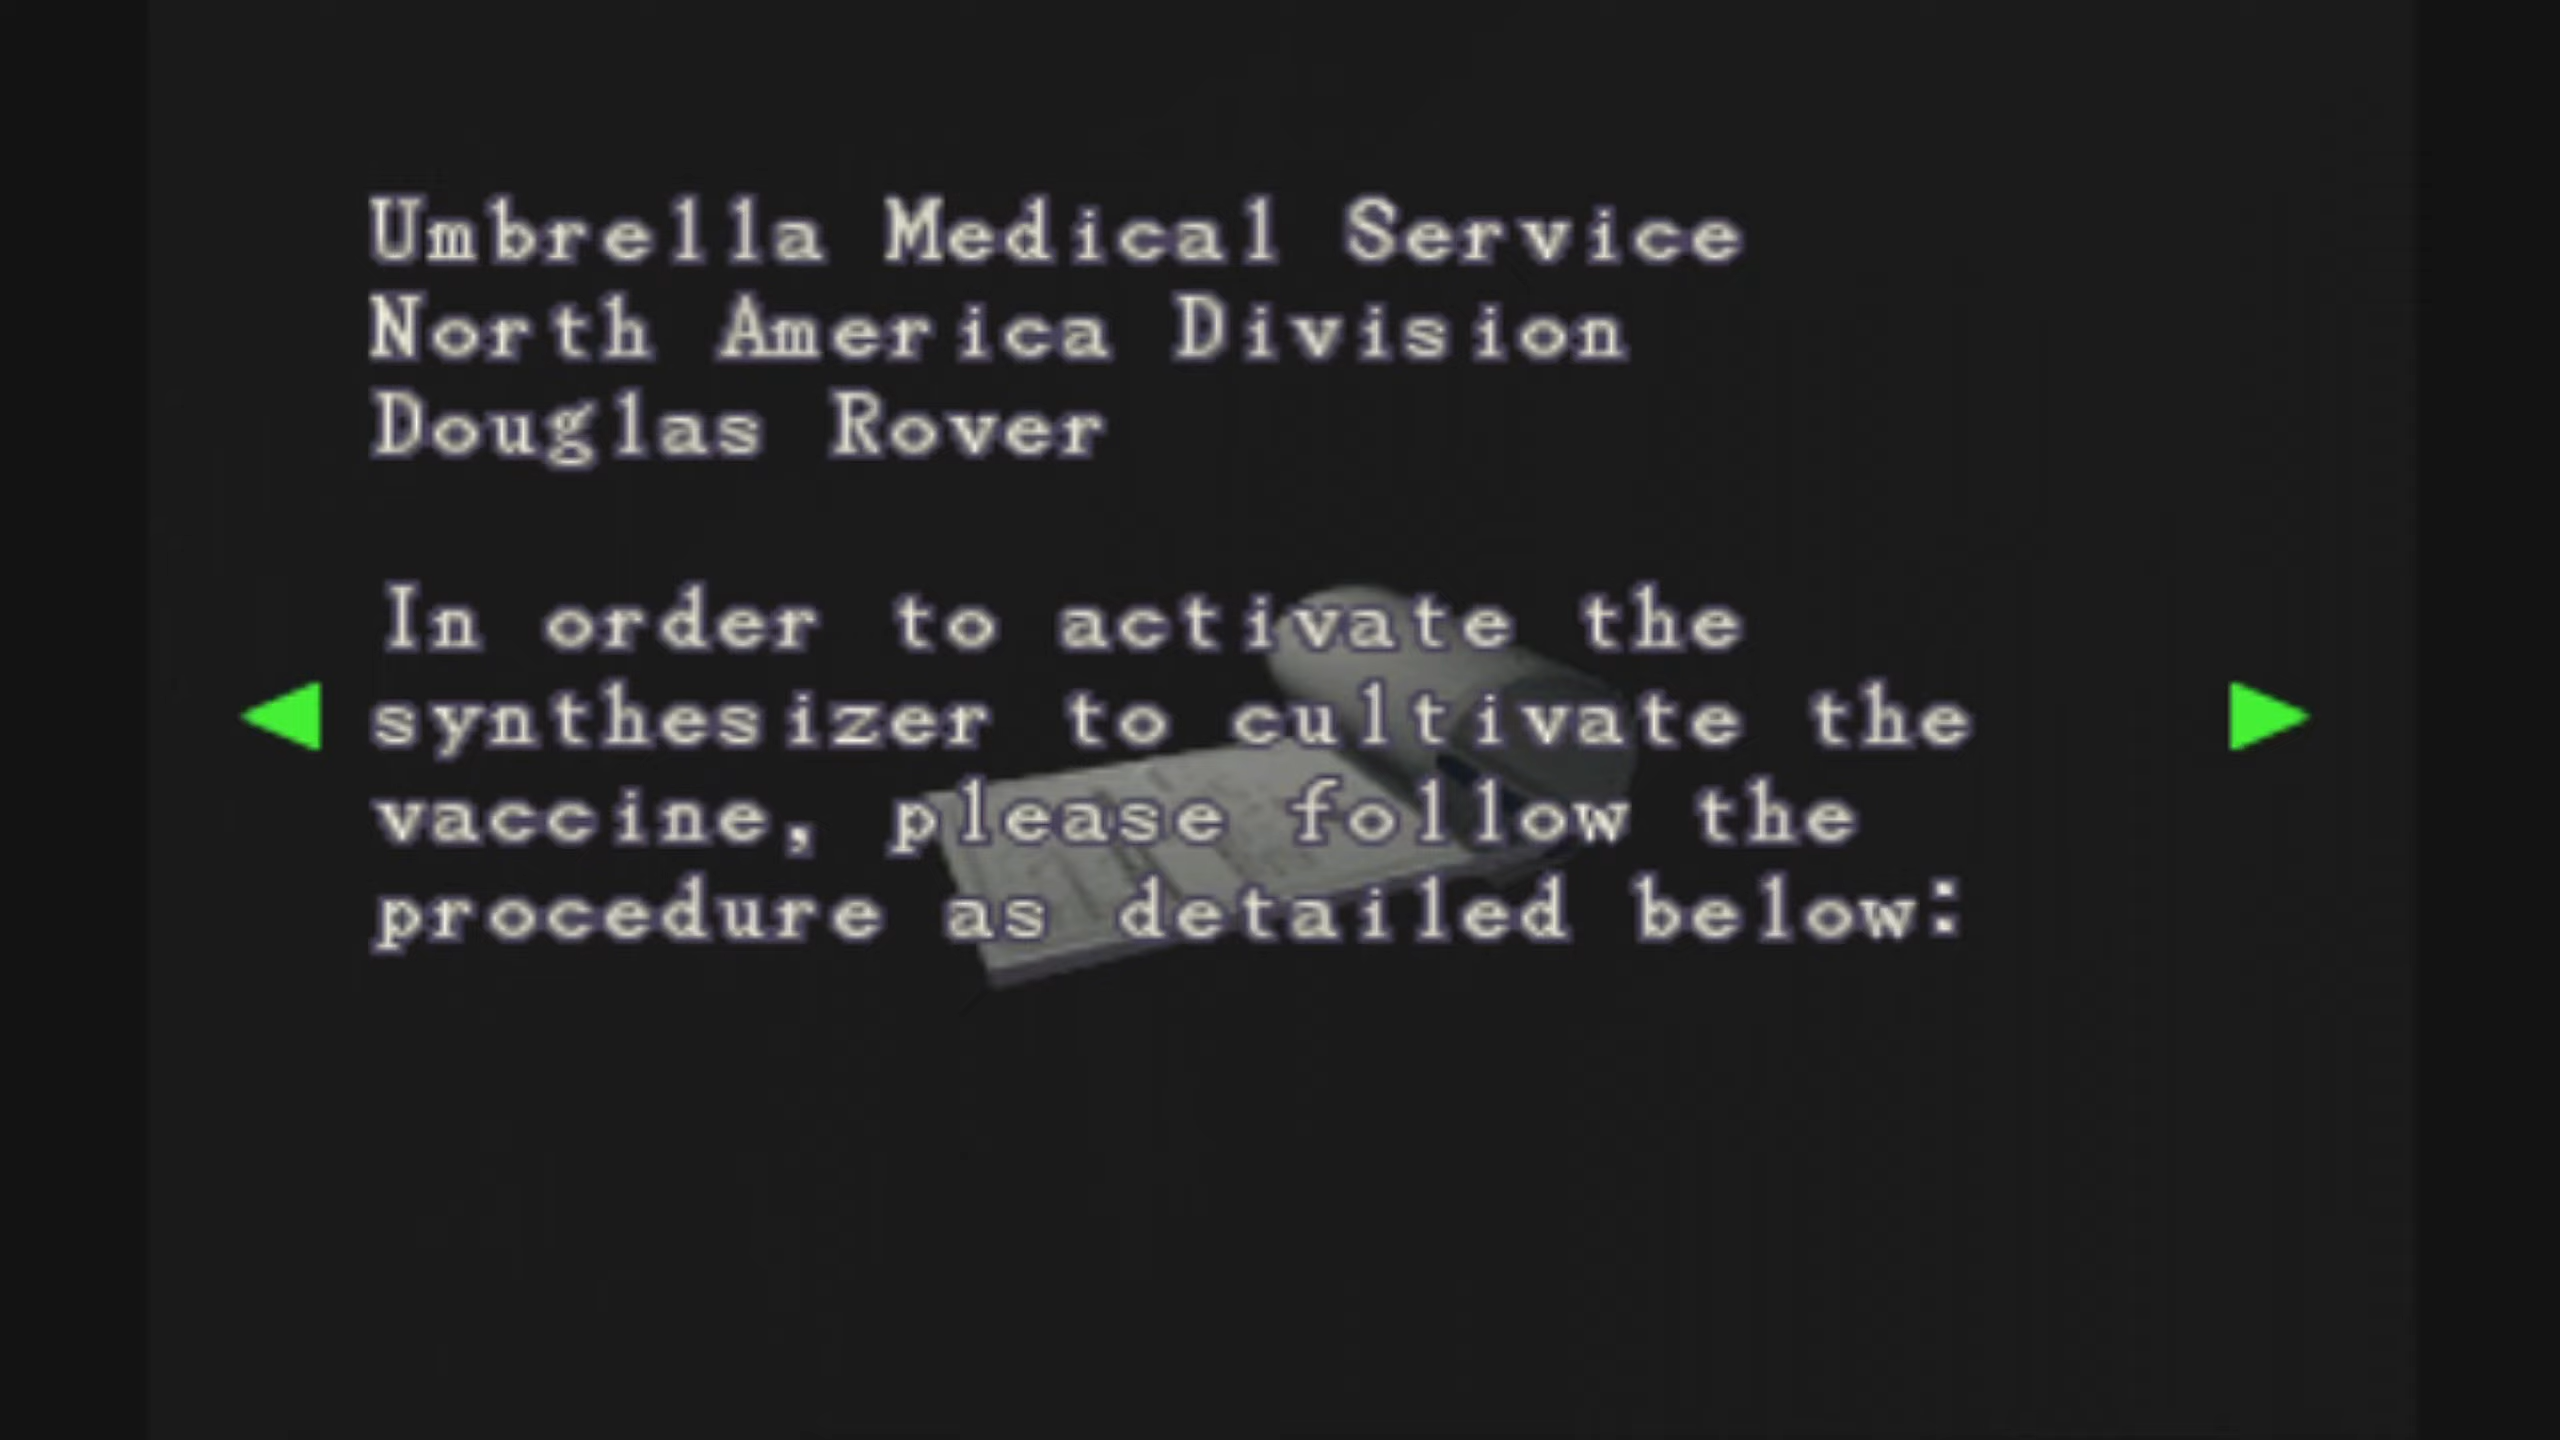 Umbrella Medical Service
North America Division
Douglas Rover
In order to activate the
synthesizer to cultivate the
vaccine, please follow the
procedure as detailed below: